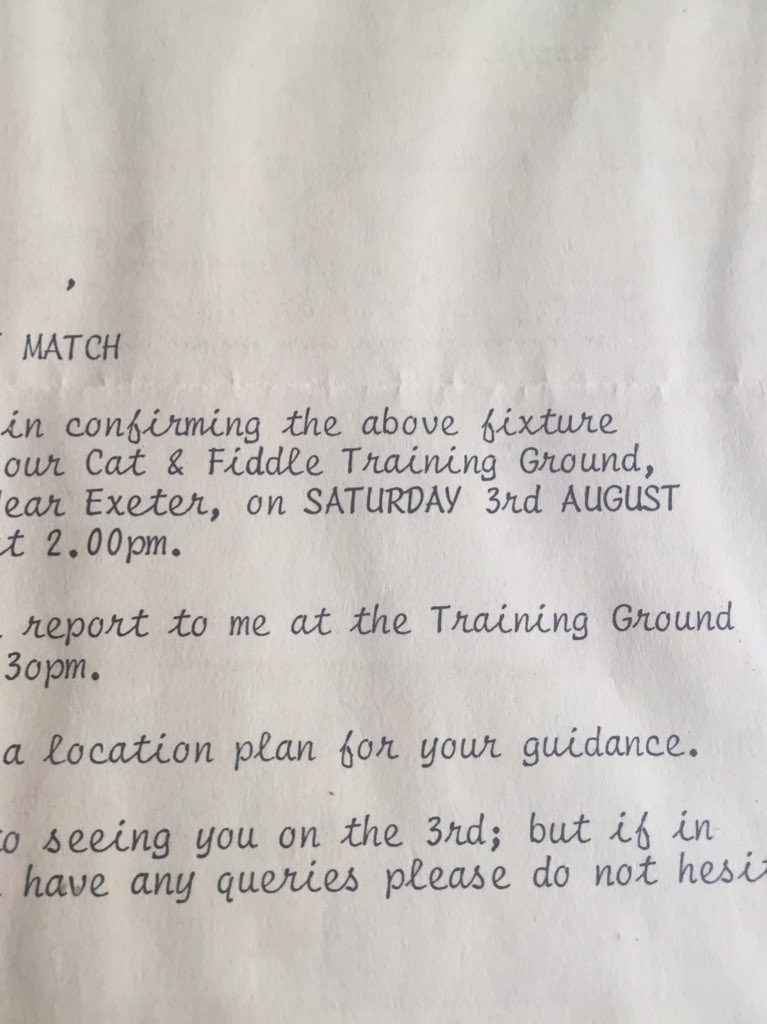 ,
MATCH
in confirming the above fixture
our Cat & Fiddle Training Ground,
ear Exeter, on SATURDAY 3rd AUGUST
t 2.00pm.
report to me at the Training Ground
30pm.
a location plan for your guidance.
to seeing you on the 3rd; but if in
have any queries please do not hesit